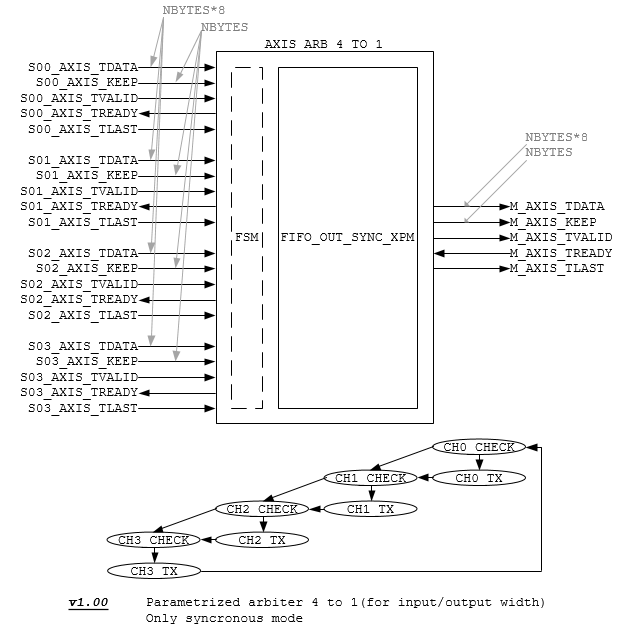 NBYTES*8
NBYTES
AXIS ARB 4 TO 1
S00_AXIS_TDATA
S00_AXIS_KEEP
S00_AXIS_TVALID
S00_AXIS_TREADY
S00_AXIS_TLAST
S01_AXIS_TDATA
S01_AXIS_KEEP
S01_AXIS_TVALID
S01_AXIS_TREADY
S01_AXIS_TLAST
S02_AXIS_TDATA
S02_AXIS_KEEP
S02_AXIS_TVALID
S02_AXIS_TREADY
S02_AXIS_TLAST
S03_AXIS_TDATA
S03_AXIS_KEEP
S03_AXIS_TVALID
S03_AXIS_TREADY
S03_AXIS_TLAST
FSM
FIFO_OUT_SYNC_XPM
NBYTES*8
NBYTES
M_AXIS_TDATA
M_AXIS_KEEP
M_AXIS_TVALID
M_AXIS_TREADY
M_AXIS_TLAST
CH0 CHECK
CH0 TX
CH1 CHECK
CH1 TX
CH2 CHECK
CH2 TX
CH3 CHECK
CH3 TX
v1.00 Parametrized arbiter 4 to 1(for input/output width)
Only syncronous mode